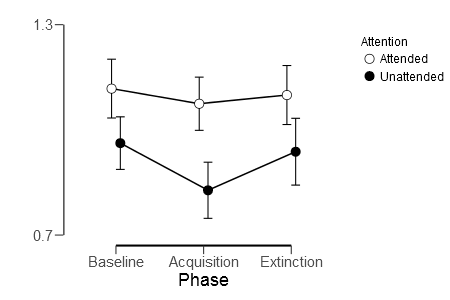 1.3
0.7
Baseline Acquisition Extinction
Phase
Attention
Attended
Unattended